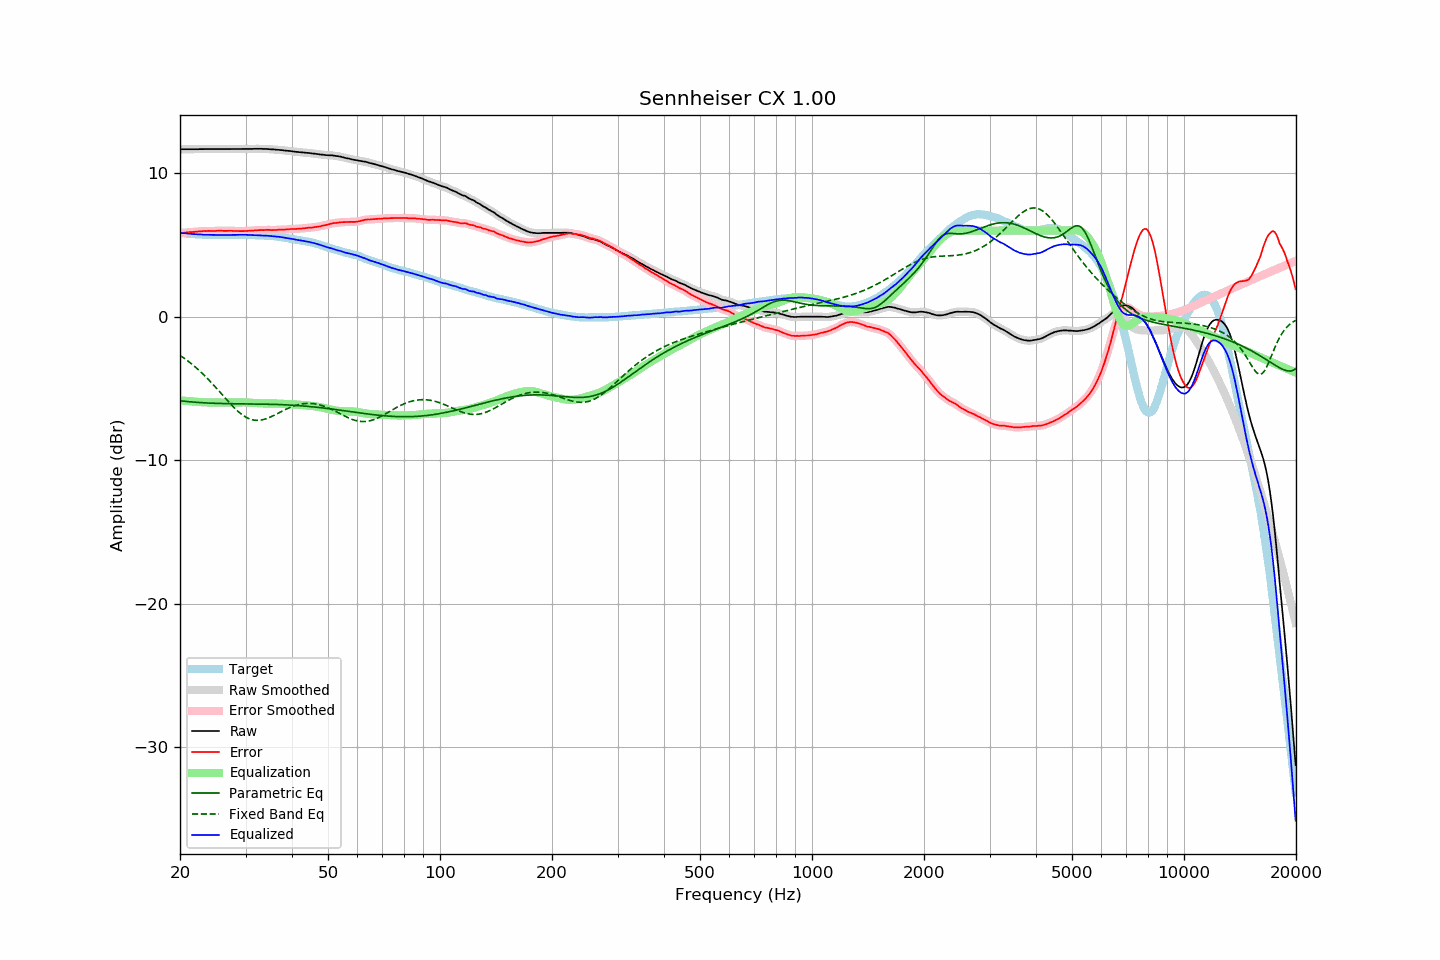 Sennheiser CX 1.00
Amplitude (dBr)
10
0
−10
−20
−30
Target
Raw Smoothed
Error Smoothed
Raw
Error
Equalization
Parametric Eq
Fixed Band Eq
Equalized
20 50 100 200 500 1000 2000 5000 10000 20000
Frequency (Hz)